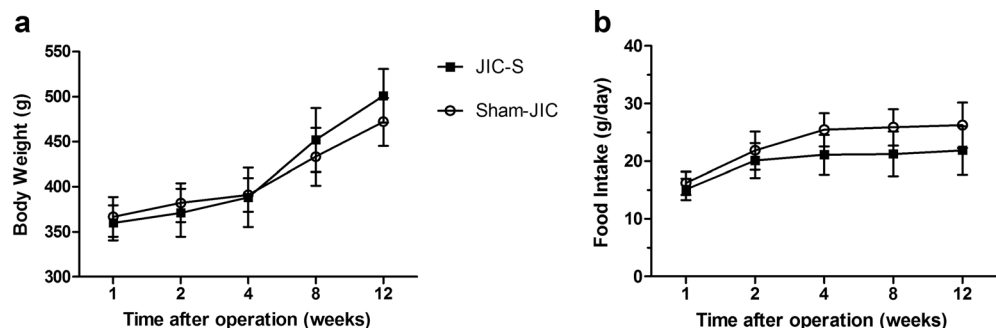 a
550
500
450
400
350
300
Body Weight (g)
1 2 4 8 12
Time after operation (weeks)
JIC-S
Sham-JIC
b
40
30
20
10
0
Food Intake (g/day)
1 2 4 8 12
Time after operation (weeks)